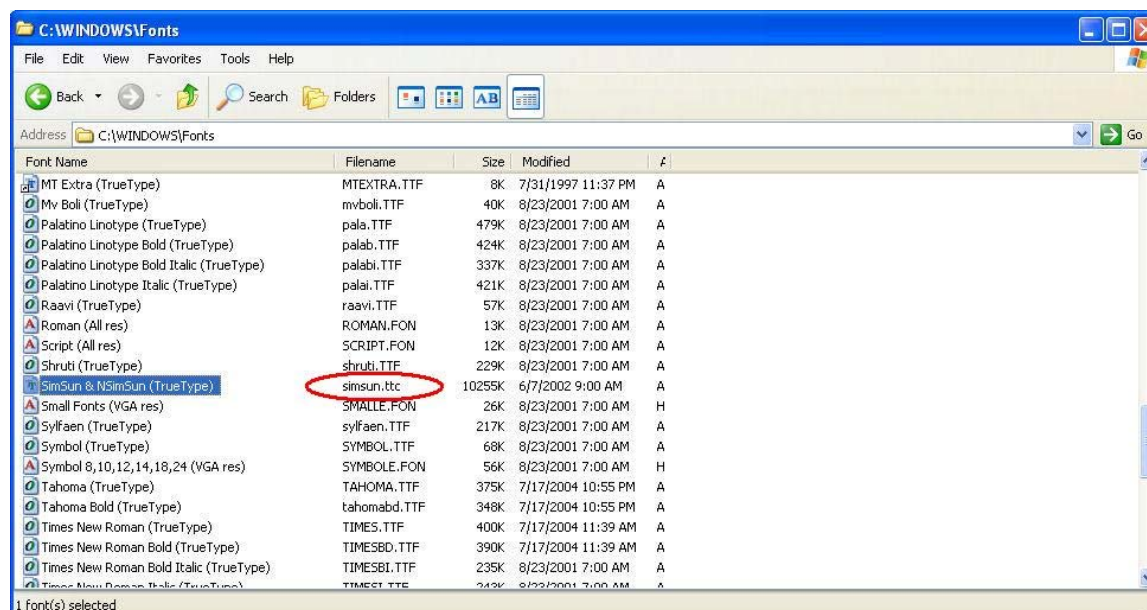 C:\WINDOWS\Fonts
File Edit View Favorites Tools Help
Back Search Folders AB
Address C:\WINDOWS\Fonts Go
Font Name Filename Size Modified A
MT Extra (TrueType) MTEXTRA.TTF 8K 7/31/1997 11:37 PM A
Mv Boli (TrueType) mvboli.TTF 40K 8/23/2001 7:00 AM A
Palatino Linotype (TrueType) pala.TTF 479K 8/23/2001 7:00 AM A
Palatino Linotype Bold (TrueType) palab.TTF 424K 8/23/2001 7:00 AM A
Palatino Linotype Bold Italic (TrueType) palabi.TTF 337K 8/23/2001 7:00 AM A
Palatino Linotype Italic (TrueType) palai.TTF 421K 8/23/2001 7:00 AM A
Raavi (TrueType) raavi.TTF 57K 8/23/2001 7:00 AM A
Roman (All res) ROMAN.FON 13K 8/23/2001 7:00 AM A
Script (All res) SCRIPT.FON 12K 8/23/2001 7:00 AM A
Shruti (TrueType) shruti.TTF 229K 8/23/2001 7:00 AM A
SimSun & NSimSun (TrueType) simsun.ttc 10255K 6/7/2002 9:00 AM A
Small Fonts (VGA res) SMALLE.FON 26K 8/23/2001 7:00 AM H
Sylfaen (TrueType) sylfaen.TTF 217K 8/23/2001 7:00 AM A
Symbol (TrueType) SYMBOL.TTF 68K 8/23/2001 7:00 AM A
Symbol 8,10,12,14,18,24 (VGA res) SYMBOLE.FON 56K 8/23/2001 7:00 AM H
Tahoma (TrueType) TAHOMA.TTF 375K 7/17/2004 10:55 PM A
Tahoma Bold (TrueType) tahomabd.TTF 348K 7/17/2004 10:55 PM A
Times New Roman (TrueType) TIMES.TTF 400K 7/17/2004 11:39 AM A
Times New Roman Bold (TrueType) TIMESBD.TTF 390K 7/17/2004 11:39 AM A
Times New Roman Bold Italic (TrueType) TIMESBI.TTF 235K 8/23/2001 7:00 AM A
Times New Roman Italic (TrueType) TIMESI.TTF 8/23/2001 7:00 AM A
1 font(s) selected